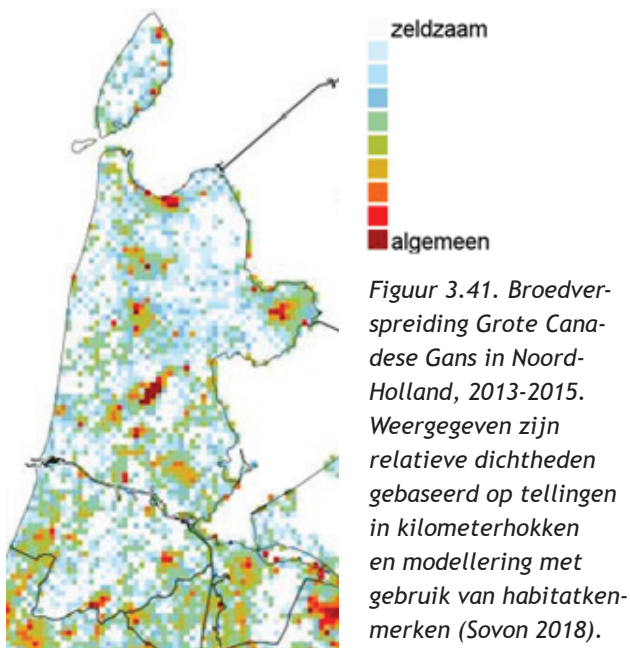 zeldzaam
algemeen
Figuur 3.41. Broedver-
spreiding Grote Cana-
dese Gans in Noord-
Holland, 2013-2015.
Weergegeven zijn
relatieve dichtheden
gebaseerd op tellingen
in kilometerhokken
en modellering met
gebruik van habitatken-
merken (Sovon 2018).